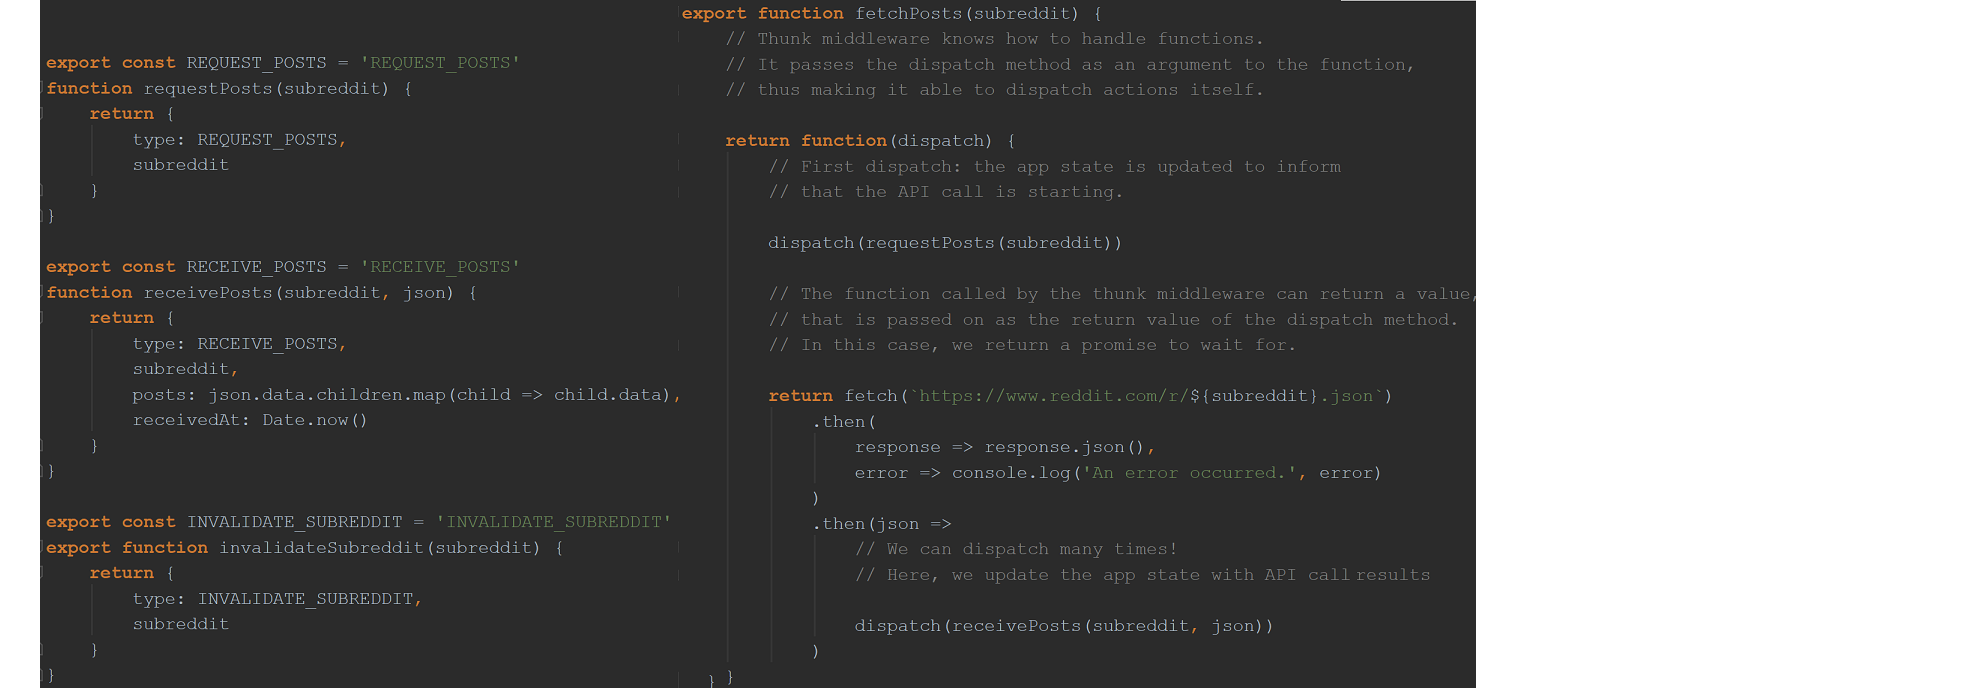 export const REQUEST_POSTS = 'REQUEST_POSTS'
function requestPosts(subreddit) {
    return {
        type: REQUEST_POSTS,
        subreddit
    }
}

export const RECEIVE_POSTS = 'RECEIVE_POSTS'
function receivePosts(subreddit, json) {
    return {
        type: RECEIVE_POSTS,
        subreddit,
        posts: json.data.children.map(child => child.data),
        receivedAt: Date.now()
    }
}

export const INVALIDATE_SUBREDDIT = 'INVALIDATE_SUBREDDIT'
export function invalidateSubreddit(subreddit) {
    return {
        type: INVALIDATE_SUBREDDIT,
        subreddit
    }
}

export function fetchPosts(subreddit) {
    // Thunk middleware knows how to handle functions.
    // It passes the dispatch method as an argument to the function,
    // thus making it able to dispatch actions itself.

    return function(dispatch) {
        // First dispatch: the app state is updated to inform
        // that the API call is starting.

        dispatch(requestPosts(subreddit))

        // The function called by the thunk middleware can return a value,
        // that is passed on as the return value of the dispatch method.
        // In this case, we return a promise to wait for.

        return fetch(`https://www.reddit.com/r/${subreddit}.json`)
            .then(
                response => response.json(),
                error => console.log('An error occurred.', error)
            )
            .then(json =>
                // We can dispatch many times!
                // Here, we update the app state with API call results

                dispatch(receivePosts(subreddit, json))
            )
} }